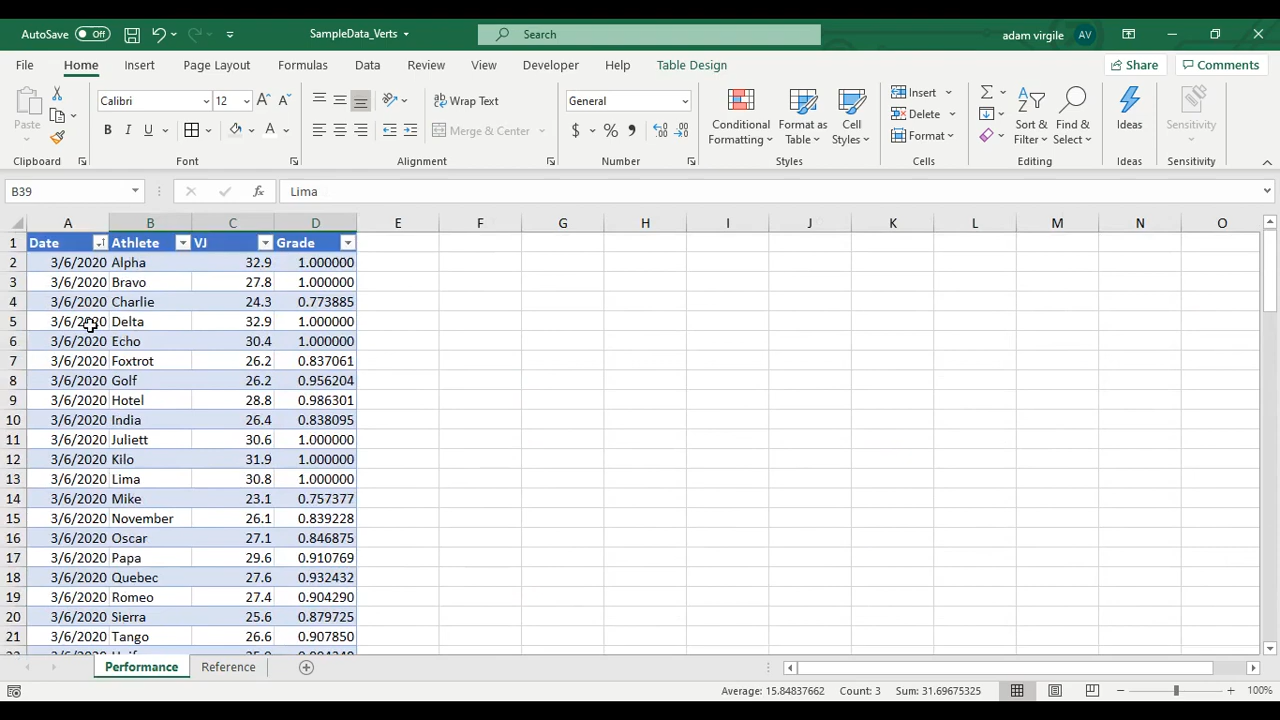 AutoSave Off SampleData_Verts Search adam virgile AV
File Home Insert Page Layout Formulas Data Review View Developer Help Table Design Share Comments
Paste Calibri 12 A A Wrap Text General Conditional Formatting Format as Table Cell Styles Insert Sort & Filter Find & Select Ideas Sensitivity
B I U A Merge & Center $ % 9 Delete
Format
Clipboard Font Alignment Number Styles Cells Editing Ideas Sensitivity
B39 fx Lima
A B C D E F G H I J K L M N O
1 Date Athlete VJ Grade
2 3/6/2020 Alpha 32.9 1.000000
3 3/6/2020 Bravo 27.8 1.000000
4 3/6/2020 Charlie 24.3 0.773885
5 3/6/2020 Delta 32.9 1.000000
6 3/6/2020 Echo 30.4 1.000000
7 3/6/2020 Foxtrot 26.2 0.837061
8 3/6/2020 Golf 26.2 0.956204
9 3/6/2020 Hotel 28.8 0.986301
10 3/6/2020 India 26.4 0.838095
11 3/6/2020 Juliett 30.6 1.000000
12 3/6/2020 Kilo 31.9 1.000000
13 3/6/2020 Lima 30.8 1.000000
14 3/6/2020 Mike 23.1 0.757377
15 3/6/2020 November 26.1 0.839228
16 3/6/2020 Oscar 27.1 0.846875
17 3/6/2020 Papa 29.6 0.910769
18 3/6/2020 Quebec 27.6 0.932432
19 3/6/2020 Romeo 27.4 0.904290
20 3/6/2020 Sierra 25.6 0.879725
21 3/6/2020 Tango 26.6 0.907850
Performance Reference
Average: 15.84837662 Count: 3 Sum: 31.69675325 100%